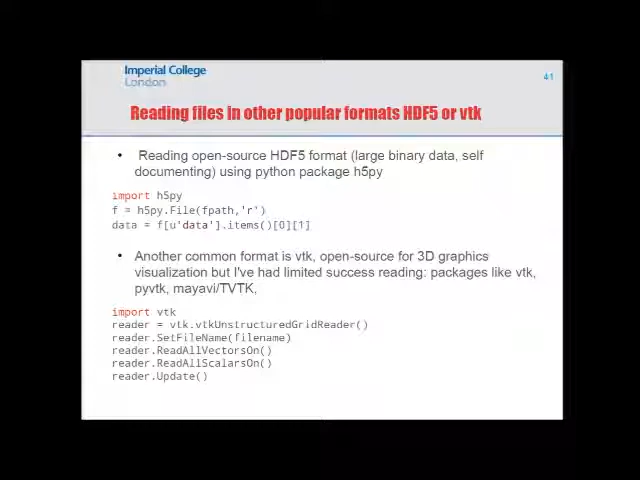 Imperial College
London
41
Reading files in other popular formats HDF5 or vtk
• Reading open-source HDF5 format (large binary data, self
documenting) using python package h5py
import h5py
f = h5py.File(fpath,'r')
data = f[u'data'].items()[0][1]
• Another common format is vtk, open-source for 3D graphics
visualization but I've had limited success reading: packages like vtk,
pyvtk, mayavi/TVTK,
import vtk
reader = vtk.vtkUnstructuredGridReader()
reader.SetFileName(filename)
reader.ReadAllVectorsOn()
reader.ReadAllScalarsOn()
reader.Update()